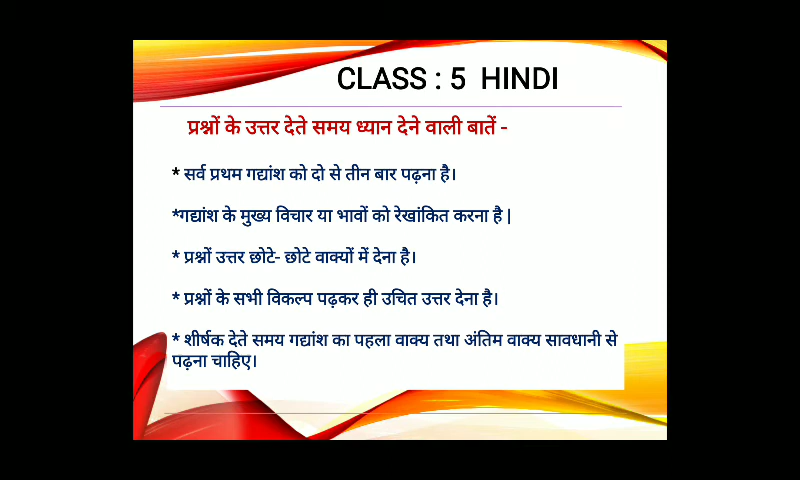 CLASS : 5 HINDI
प्रश्नों के उत्तर देते समय ध्यान देने वाली बातें -
* सर्व प्रथम गद्यांश को दो से तीन बार पढ़ना है।
*गद्यांश के मुख्य विचार या भावों को रेखांकित करना है |
* प्रश्नों उत्तर छोटे- छोटे वाक्यों में देना है।
* प्रश्नों के सभी विकल्प पढ़कर ही उचित उत्तर देना है।
* शीर्षक देते समय गद्यांश का पहला वाक्य तथा अंतिम वाक्य सावधानी से
पढ़ना चाहिए।